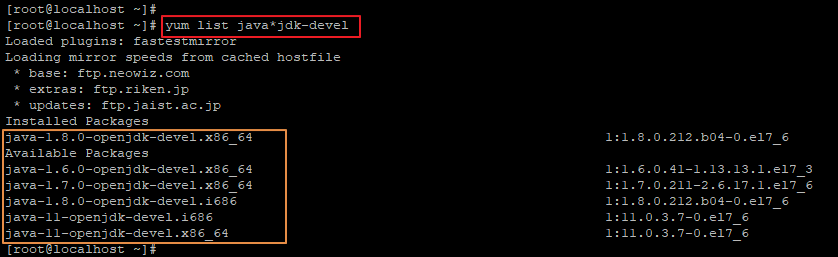 [root@localhost ~]#
[root@localhost ~]# yum list java*jdk-devel
Loaded plugins: fastestmirror
Loading mirror speeds from cached hostfile
 * base: ftp.neowiz.com
 * extras: ftp.riken.jp
 * updates: ftp.jaist.ac.jp
Installed Packages
java-1.8.0-openjdk-devel.x86_64 1:1.8.0.212.b04-0.el7_6
Available Packages
java-1.6.0-openjdk-devel.x86_64 1:1.6.0.41-1.13.13.1.el7_3
java-1.7.0-openjdk-devel.x86_64 1:1.7.0.211-2.6.17.1.el7_6
java-1.8.0-openjdk-devel.i686 1:1.8.0.212.b04-0.el7_6
java-11-openjdk-devel.i686 1:11.0.3.7-0.el7_6
java-11-openjdk-devel.x86_64 1:11.0.3.7-0.el7_6
[root@localhost ~]#